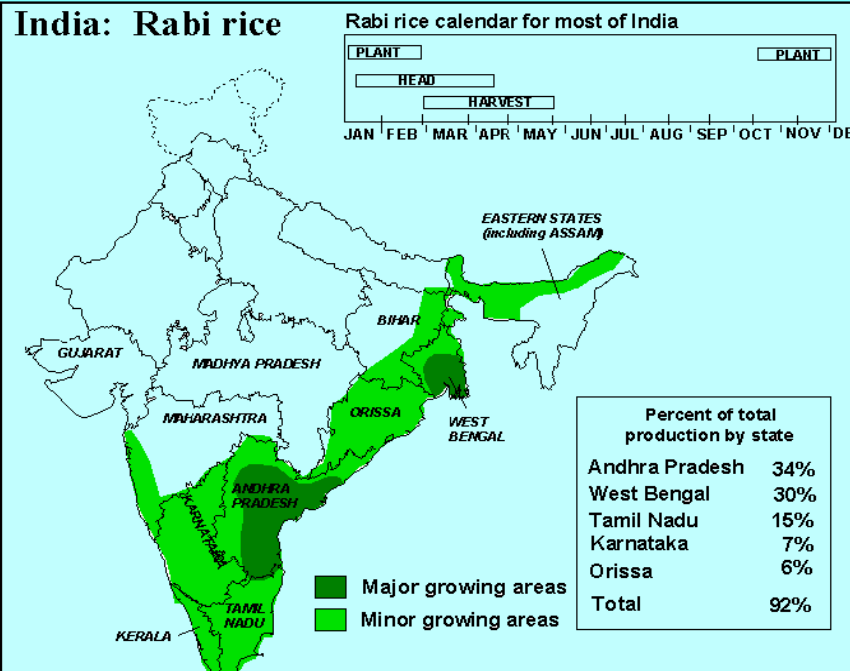 India: Rabi rice
Rabi rice calendar for most of India
PLANT
PLANT
HEAD
HARVEST
JAN FEB MAR APR MAY JUN JUL AUG SEP OCT NOV DE
EASTERN STATES
(including ASSAM)
BIHAR
GUJARAT
MADHYA PRADESH
MAHARASHTRA
ORISSA
WEST
BENGAL
ANDHRA
PRADESH
KARNATAKA
TAMIL
NADU
KERALA
Percent of total
production by state
Andhra Pradesh 34%
West Bengal 30%
Tamil Nadu 15%
Karnataka 7%
Orissa 6%
Total 92%
Major growing areas
Minor growing areas